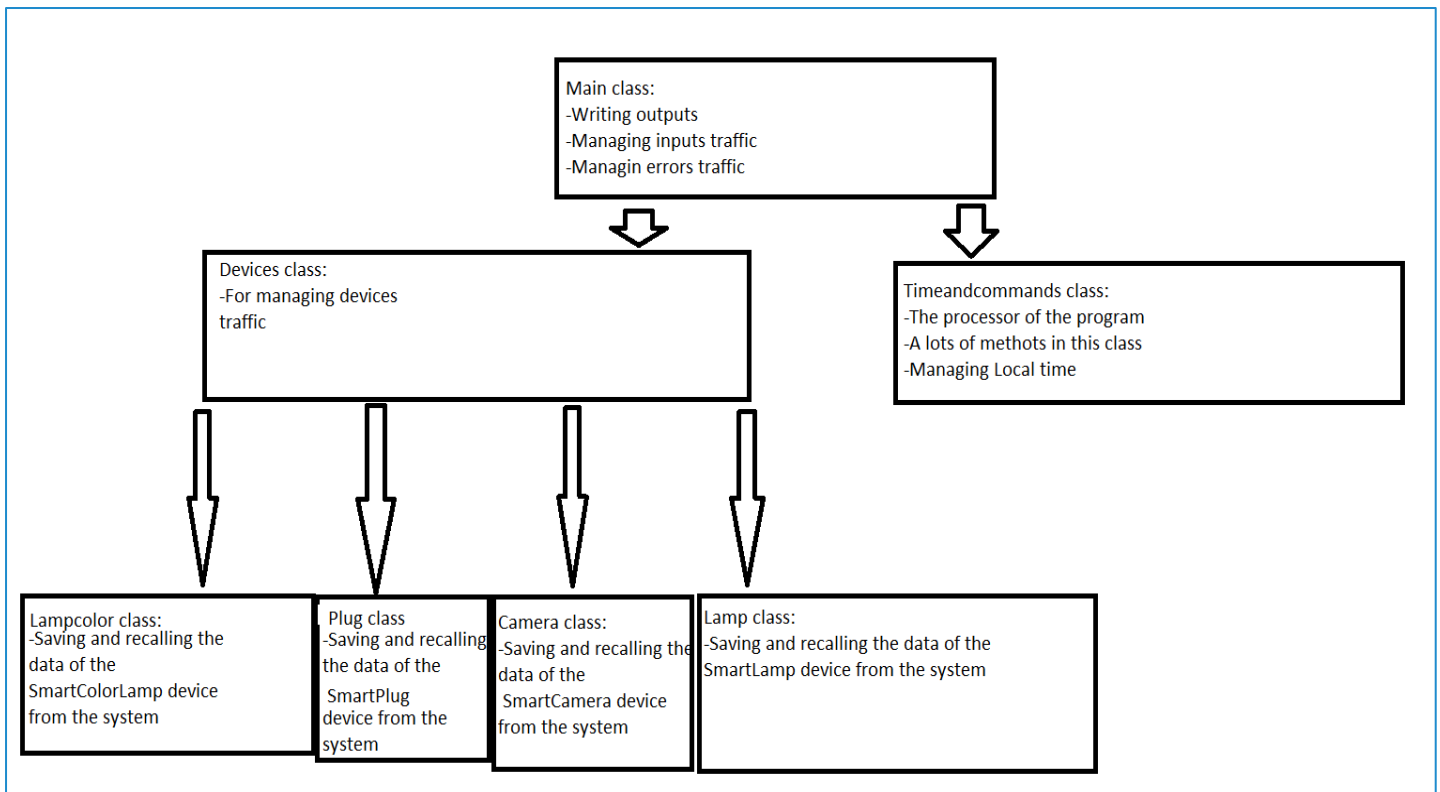 Main class:
-Writing outputs
-Managing inputs traffic
-Managin errors traffic
Devices class:
-For managing devices
traffic
Timeandcommands class:
-The processor of the program
-A lots of methots in this class
-Managing Local time
Lampcolor class:
-Saving and recalling the
data of the
SmartColorLamp device
from the system
Plug class
-Saving and recalling
the data of the
SmartPlug
device from the
system
Camera class:
-Saving and recalling the
data of the
SmartCamera device
from the system
Lamp class:
-Saving and recalling the data of the
SmartLamp device from the system